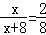 x/(x+8) = 2/8